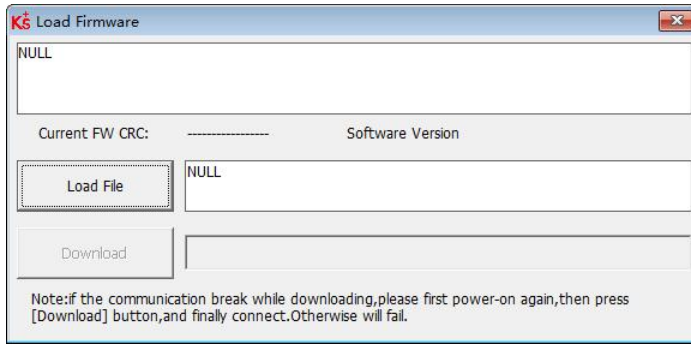 KS Load Firmware
NULL
Current FW CRC: ----------------- Software Version
Load File
NULL
Download
Note:if the communication break while downloading,please first power-on again,then press
[Download] button,and finally connect.Otherwise will fail.